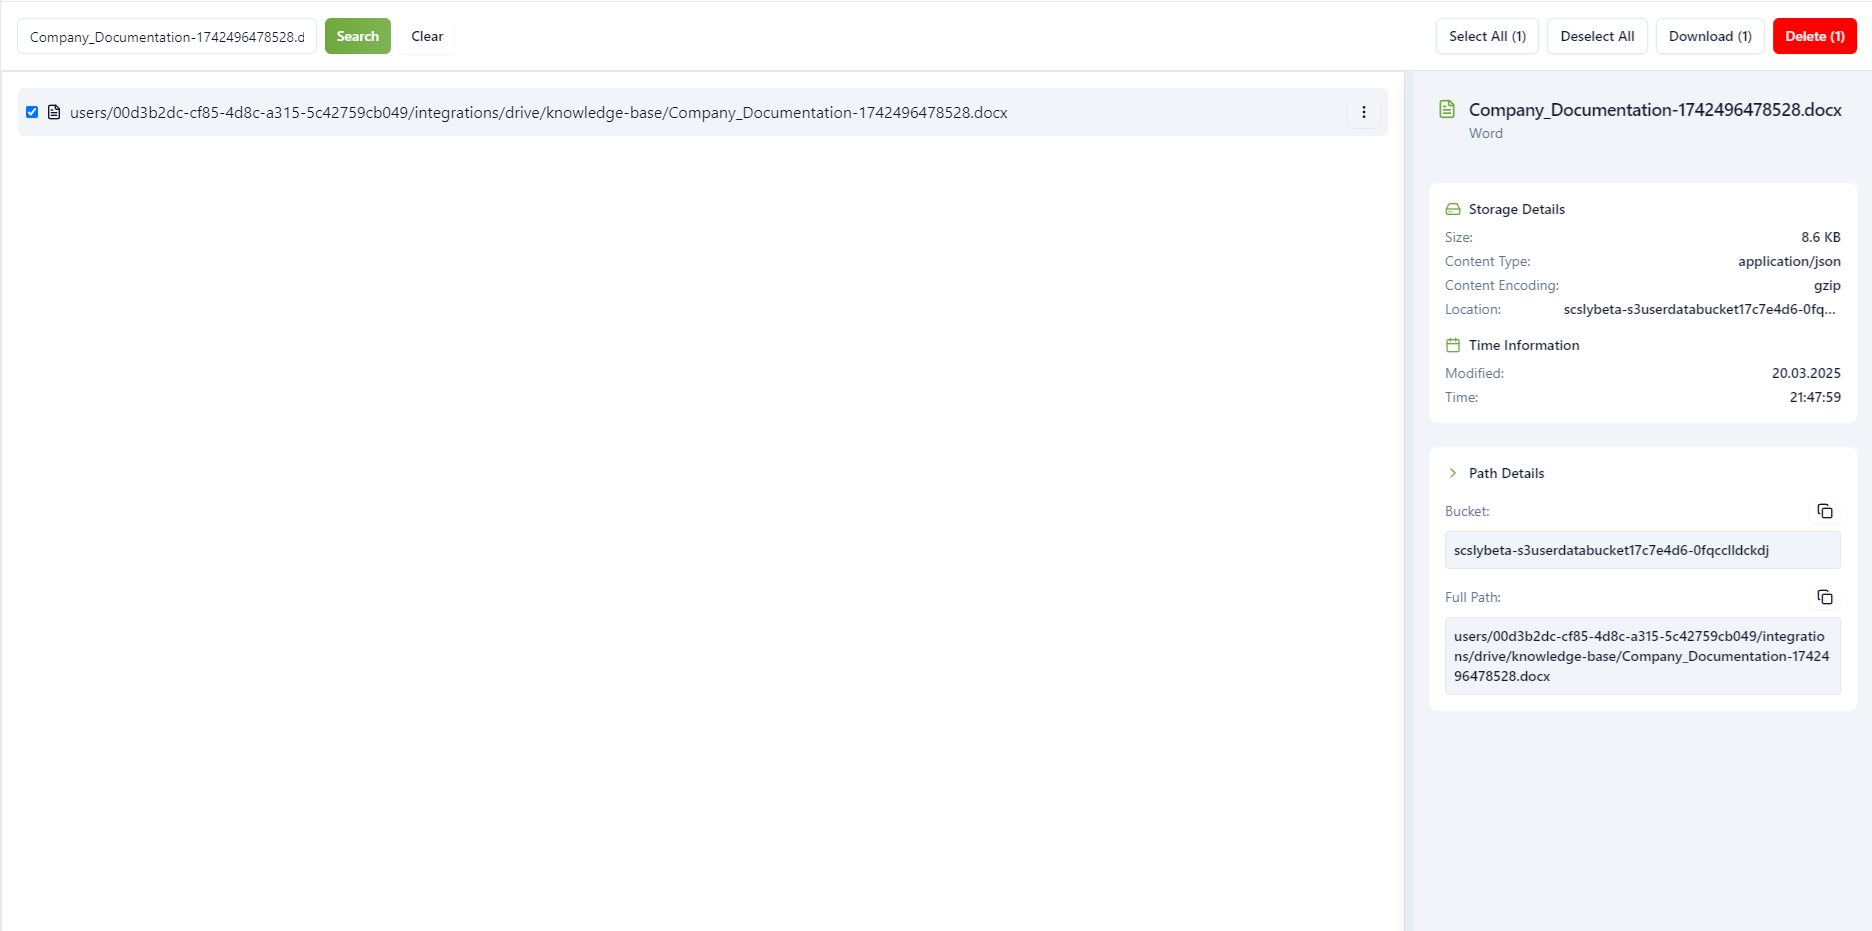 Company_Documentation-1742496478528.d
Search
Clear
Select All (1)
Deselect All
Download (1)
Delete (1)
users/00d3b2dc-cf85-4d8c-a315-5c42759cb049/integrations/drive/knowledge-base/Company_Documentation-1742496478528.docx
Company_Documentation-1742496478528.docx
Word
Storage Details
Size: 8.6 KB
Content Type: application/json
Content Encoding: gzip
Location: scslybeta-s3userdatabucket17c7e4d6-0fq...
Time Information
Modified: 20.03.2025
Time: 21:47:59
Path Details
Bucket:
scslybeta-s3userdatabucket17c7e4d6-0fqcclldckdj
Full Path:
users/00d3b2dc-cf85-4d8c-a315-5c42759cb049/integratio
ns/drive/knowledge-base/Company_Documentation-17424
96478528.docx